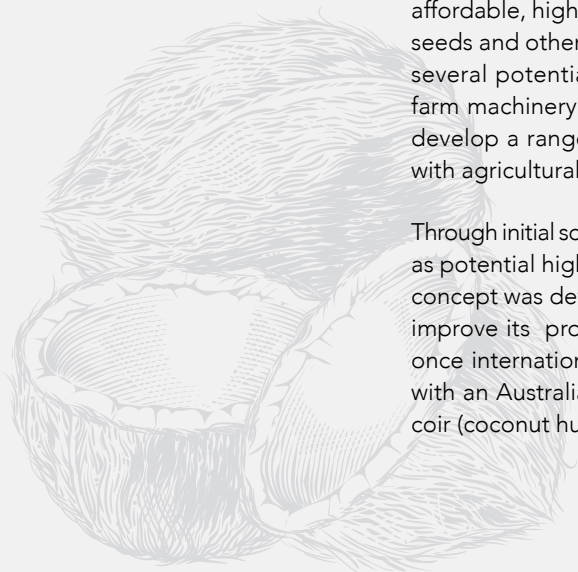 affordable, high
seeds and other
several potentia
farm machinery
develop a range
with agricultural
Through initial sc
as potential high
concept was de
improve its pro
once internation
with an Australia
coir (coconut hu